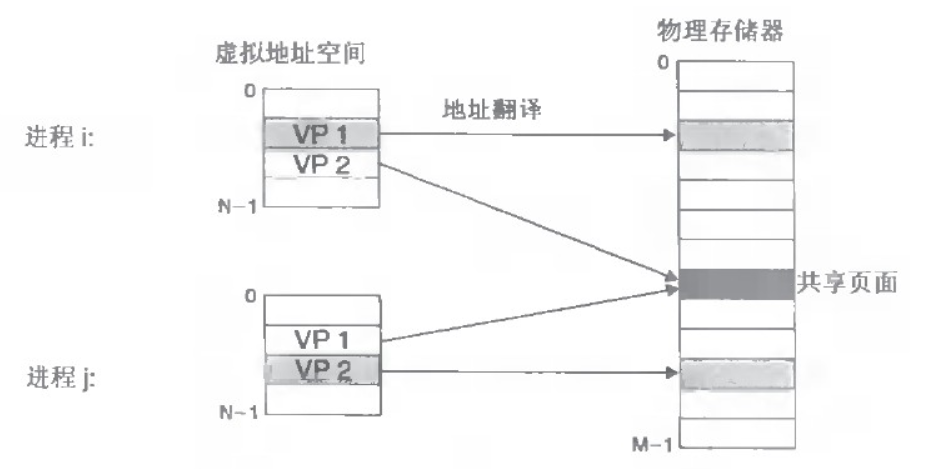 物理存储器
虚拟地址空间
0
0
地址翻译
进程 i:
VP 1
VP 2
N-1
共享页面
0
VP 1
进程 j:
VP 2
N-1
M-1